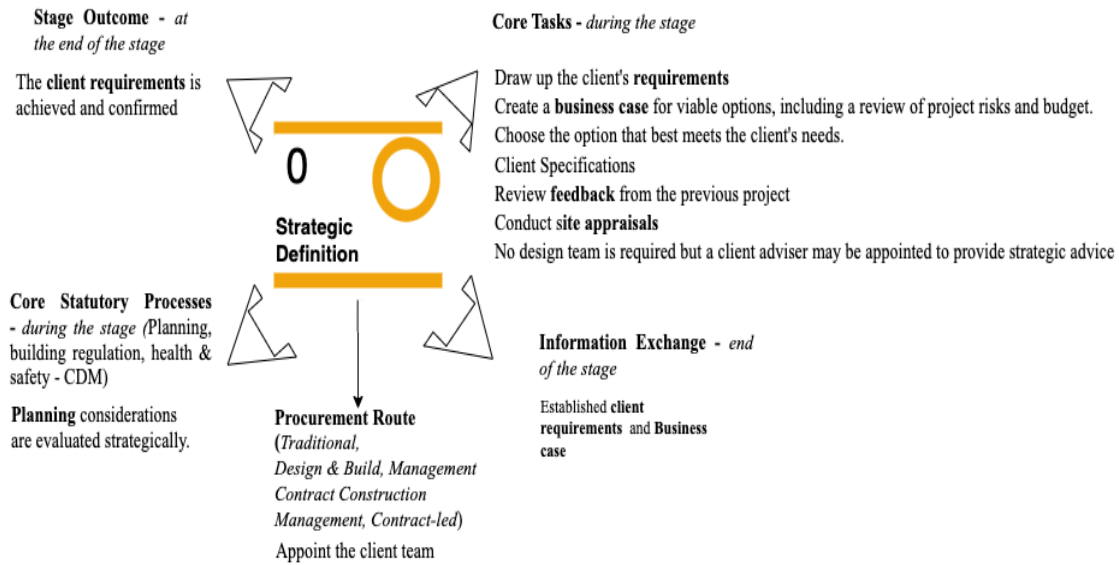 Stage Outcome - at
the end of the stage
The client requirements is
achieved and confirmed
Core Tasks - during the stage
Draw up the client's requirements
Create a business case for viable options, including a review of project risks and budget.
Choose the option that best meets the client's needs.
Client Specifications
Review feedback from the previous project
Conduct site appraisals
No design team is required but a client adviser may be appointed to provide strategic advice
0
Strategic
Definition
Core Statutory Processes
- during the stage (Planning,
building regulation, health &
safety - CDM)
Planning considerations
are evaluated strategically.
Procurement Route
(Traditional,
Design & Build, Management
Contract Construction
Management, Contract-led)
Appoint the client team
Information Exchange - end
of the stage
Established client
requirements and Business
case